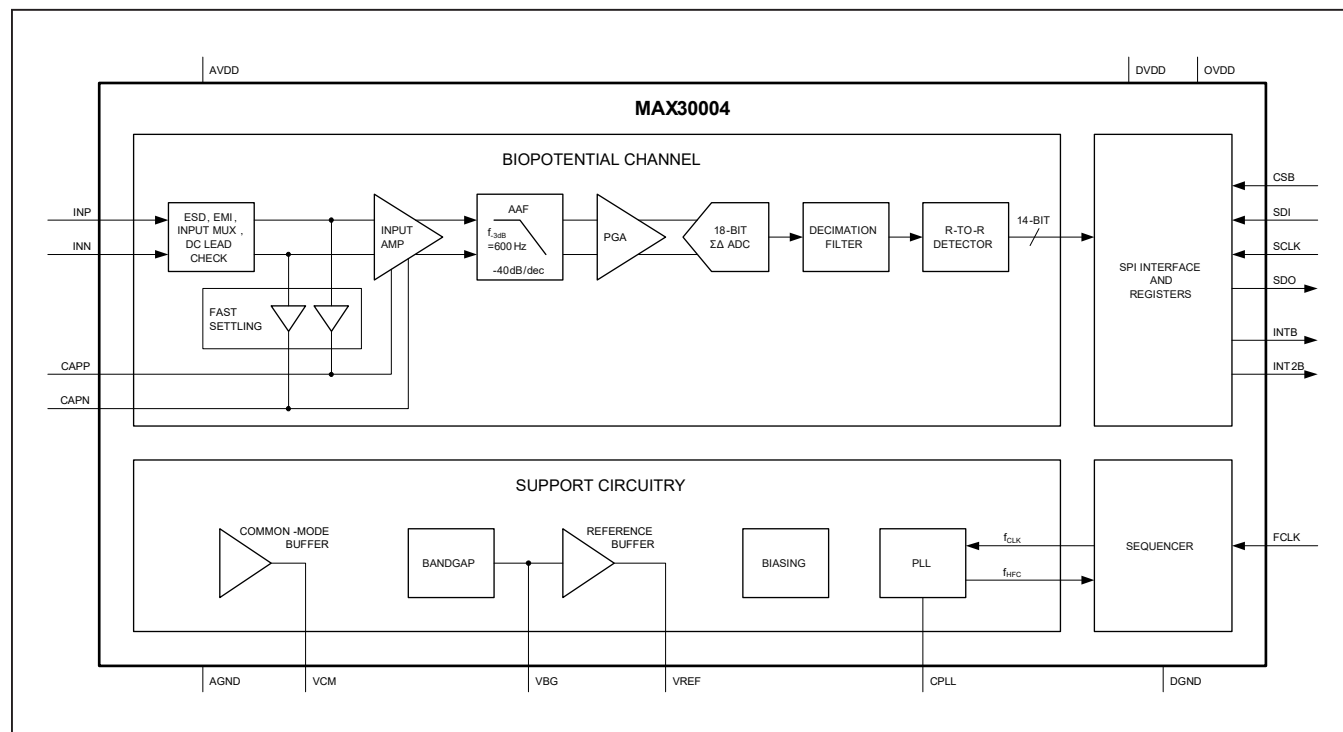 AVDD
DVDD
OVDD
MAX30004
BIOPOTENTIAL CHANNEL
INP
INN
ESD, EMI,
INPUT MUX ,
DC LEAD
CHECK
INPUT
AMP
AAF
f-3dB
=600 Hz
-40dB/dec
PGA
18-BIT
ΣΔ ADC
DECIMATION
FILTER
R-TO-R
DETECTOR
14-BIT
SPI INTERFACE
AND
REGISTERS
CSB
SDI
SCLK
SDO
INTB
INT2B
FAST
SETTLING
CAPP
CAPN
SUPPORT CIRCUITRY
COMMON -MODE
BUFFER
BANDGAP
REFERENCE
BUFFER
BIASING
PLL
fCLK
fHFC
SEQUENCER
FCLK
AGND
VCM
VBG
VREF
CPLL
DGND